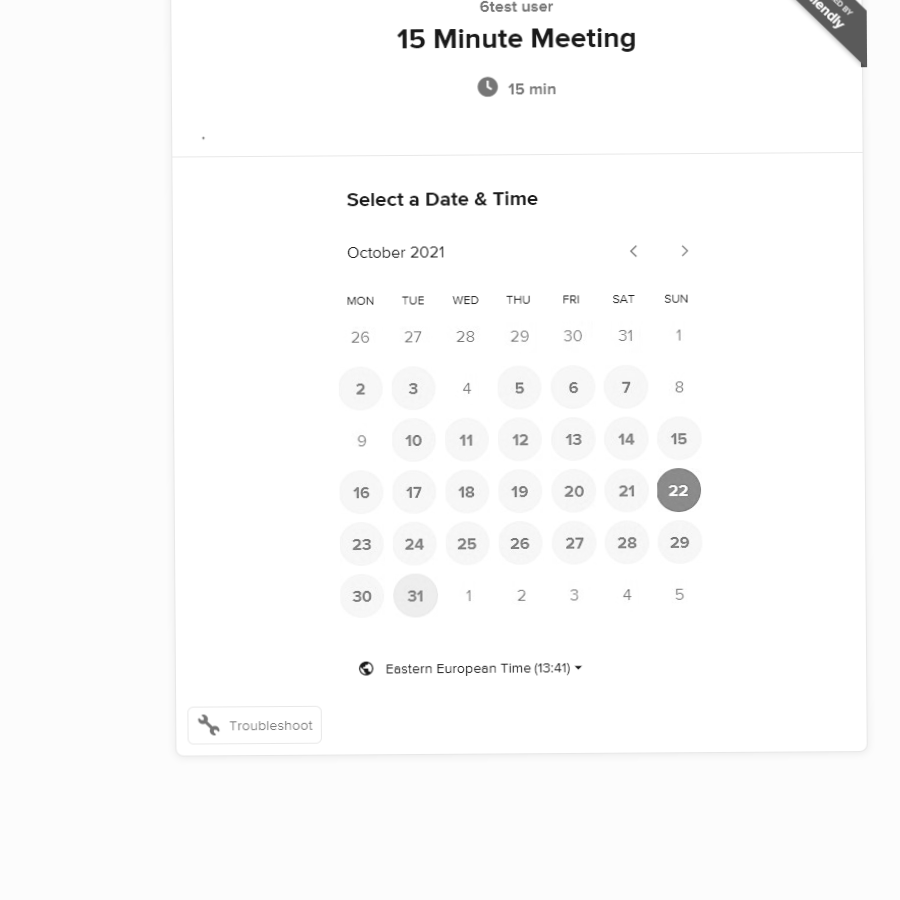 6test user
15 Minute Meeting
15 min
.
Select a Date & Time
October 2021
MON TUE WED THU FRI SAT SUN
26 27 28 29 30 31 1
2 3 4 5 6 7 8
9 10 11 12 13 14 15
16 17 18 19 20 21 22
23 24 25 26 27 28 29
30 31 1 2 3 4 5
Eastern European Time (13:41)
Troubleshoot